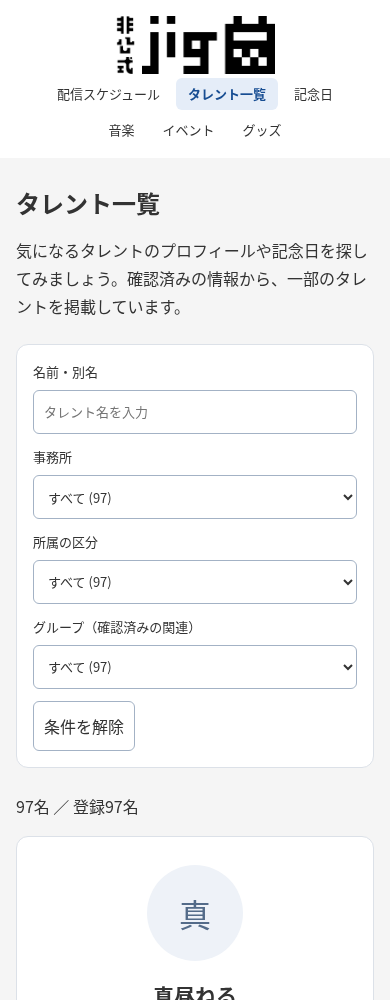 非公式 jig
配信スケジュール タレント一覧 記念日
音楽 イベント グッズ
タレント一覧
気になるタレントのプロフィールや記念日を探し
てみましょう。確認済みの情報から、一部のタレ
ントを掲載しています。
名前・別名
タレント名を入力
事務所
すべて (97)
所属の区分
すべて (97)
グループ（確認済みの関連）
すべて (97)
条件を解除
97名 ／ 登録97名
真
真昼ねる